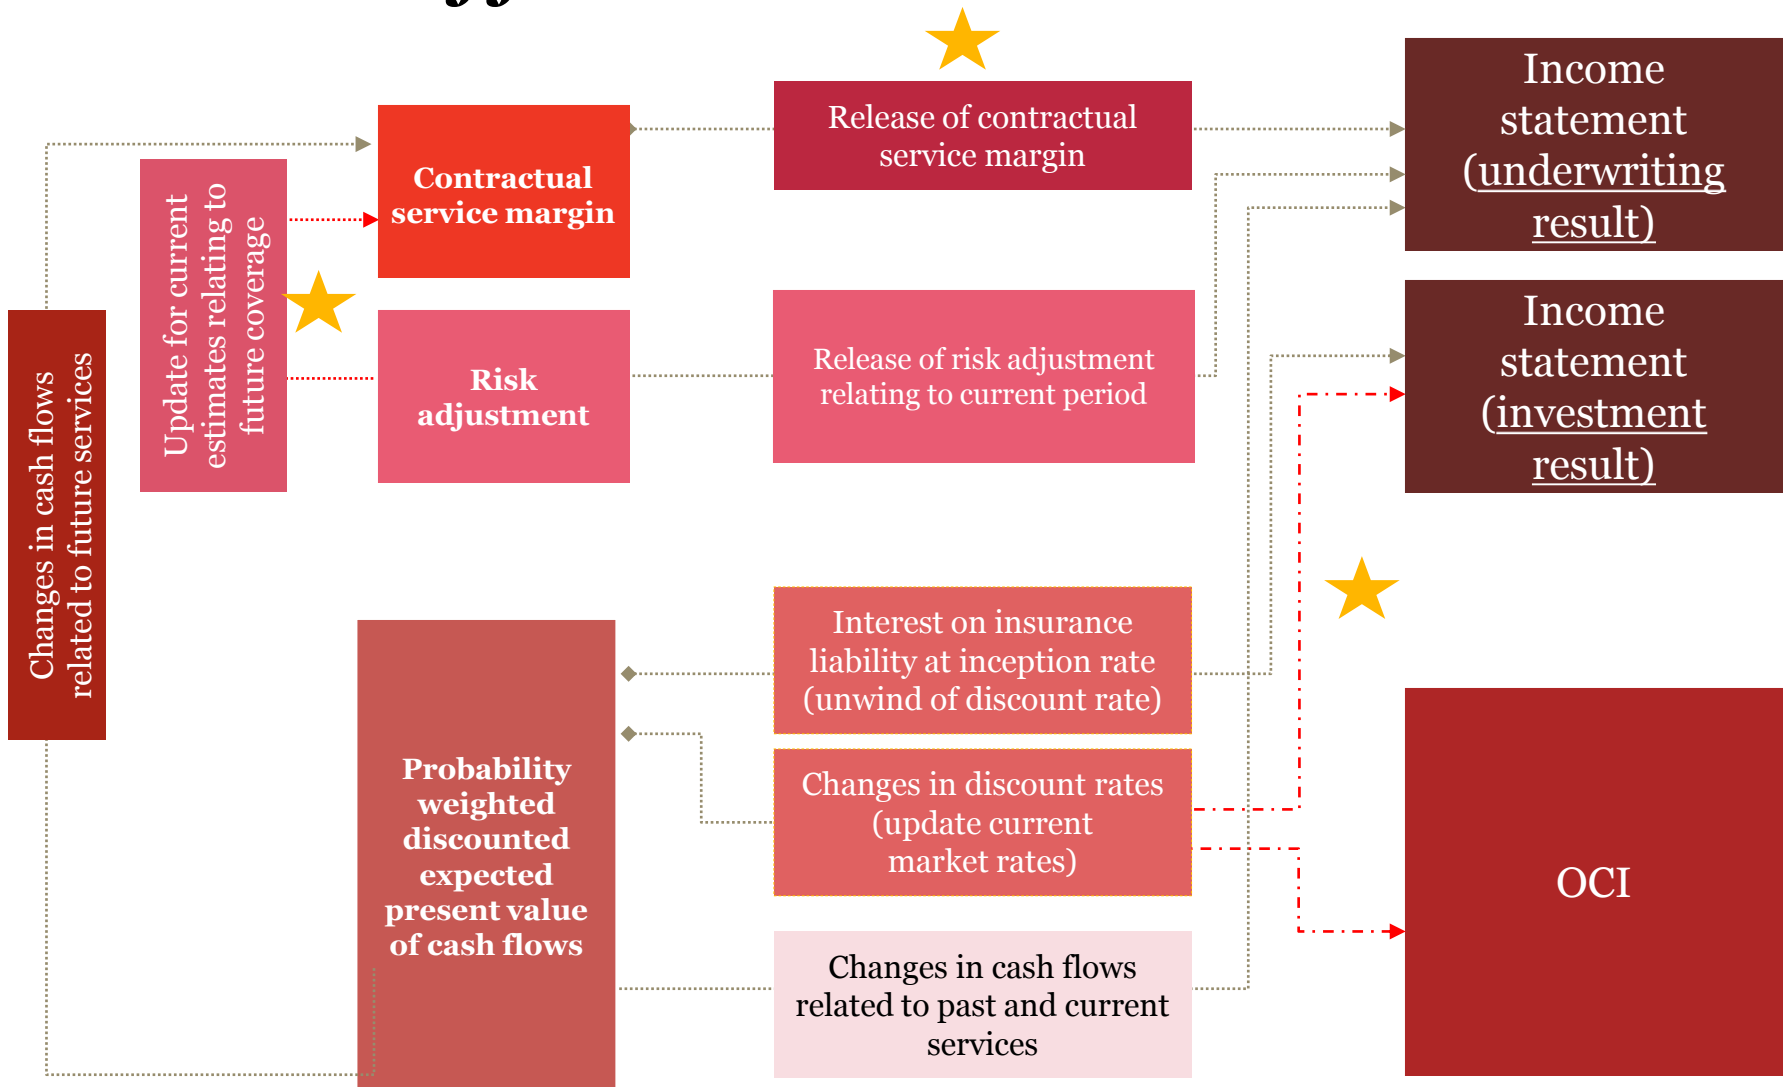 Release of contractual
service margin
Income
statement
(underwriting
result)
Contractual
service margin
Update for current
estimates relating to
future coverage
Changes in cash flows
related to future services
Risk
adjustment
Release of risk adjustment
relating to current period
Income
statement
(investment
result)
Interest on insurance
liability at inception rate
(unwind of discount rate)
Probability
weighted
discounted
expected
present value
of cash flows
Changes in discount rates
(update current
market rates)
OCI
Changes in cash flows
related to past and current
services